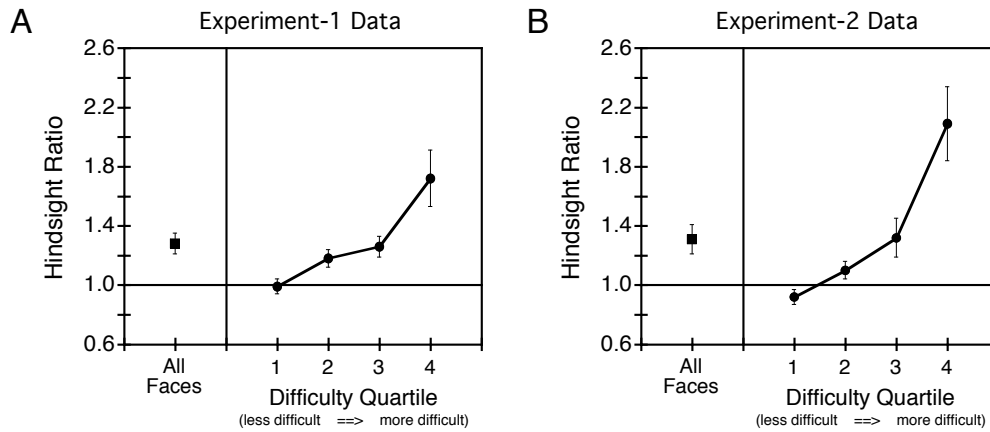 A
Experiment-1 Data
Hindsight Ratio
2.6
2.2
1.8
1.4
1.0
0.6
All
Faces
1 2 3 4
Difficulty Quartile
(less difficult ==> more difficult)
B
Experiment-2 Data
Hindsight Ratio
2.6
2.2
1.8
1.4
1.0
0.6
All
Faces
1 2 3 4
Difficulty Quartile
(less difficult ==> more difficult)